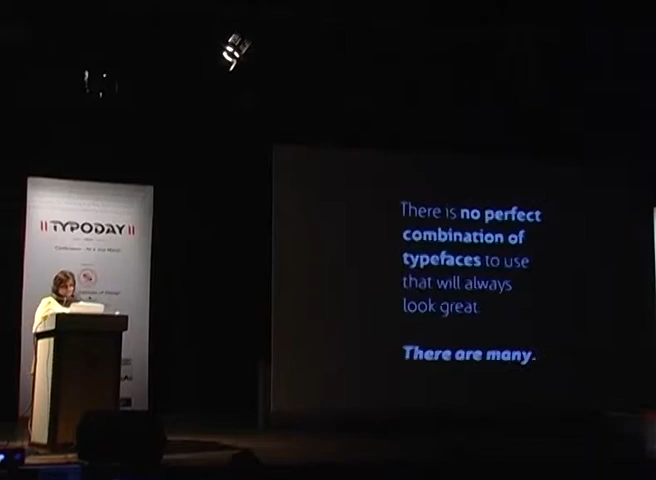 TYPODAY
There is no perfect
combination of
typefaces to use
that will always
look great.
There are many.